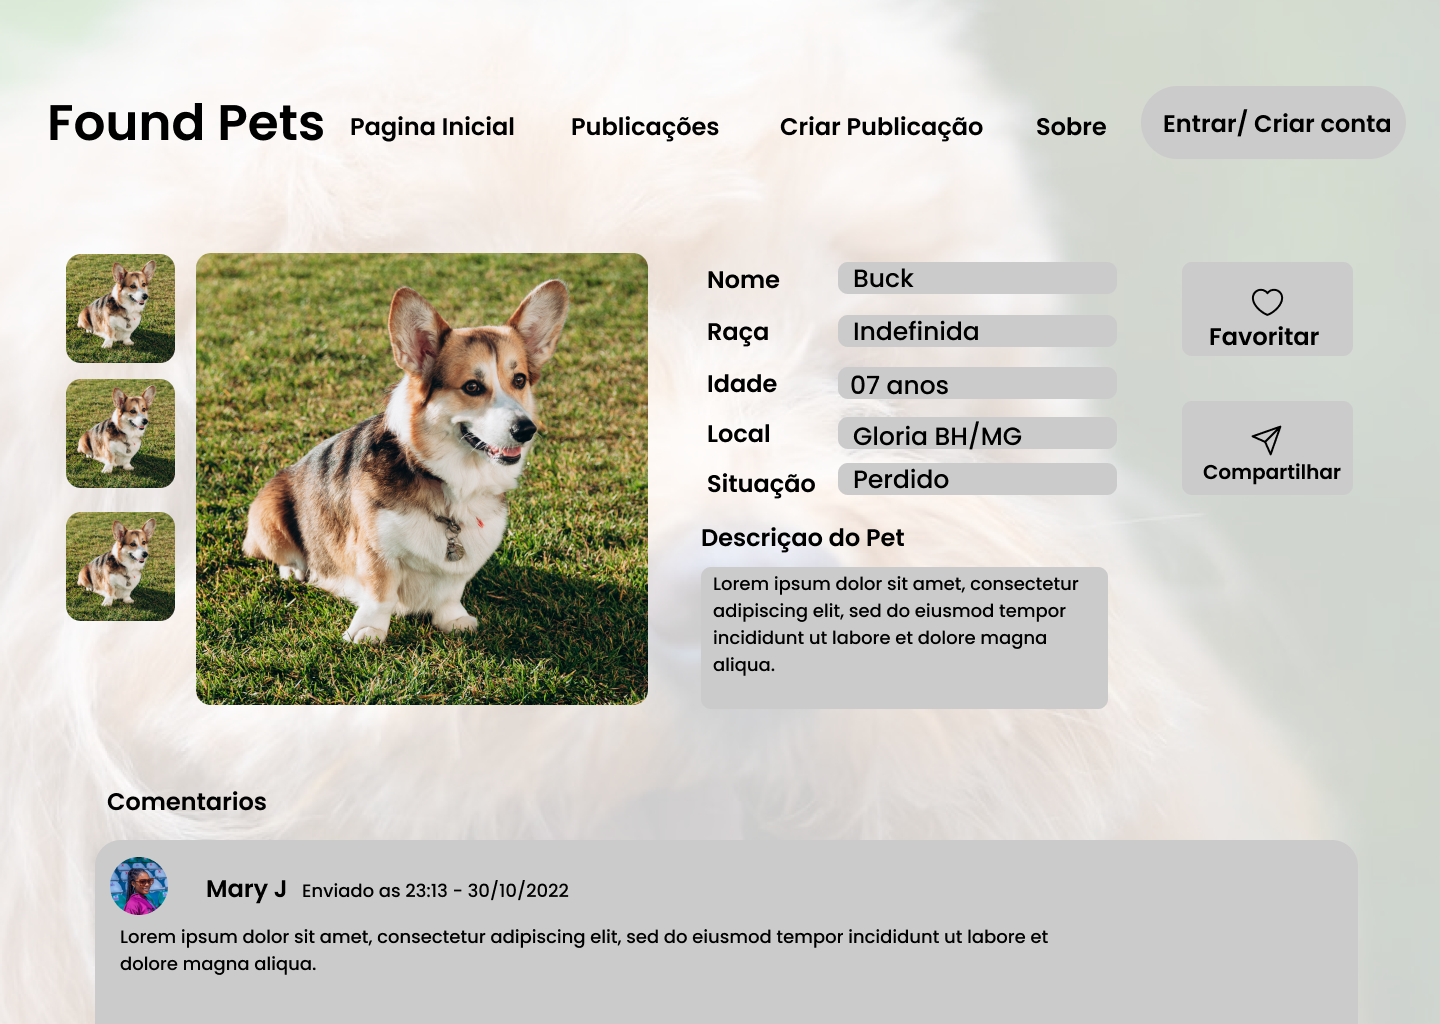 Found Pets
Pagina Inicial
Publicações
Criar Publicação
Sobre
Entrar/ Criar conta
Nome
Buck
Raça
Indefinida
Idade
07 anos
Local
Gloria BH/MG
Situação
Perdido
Favoritar
Compartilhar
Descriçao do Pet
Lorem ipsum dolor sit amet, consectetur
adipiscing elit, sed do eiusmod tempor
incididunt ut labore et dolore magna
aliqua.
Comentarios
Mary J Enviado as 23:13 - 30/10/2022
Lorem ipsum dolor sit amet, consectetur adipiscing elit, sed do eiusmod tempor incididunt ut labore et
dolore magna aliqua.